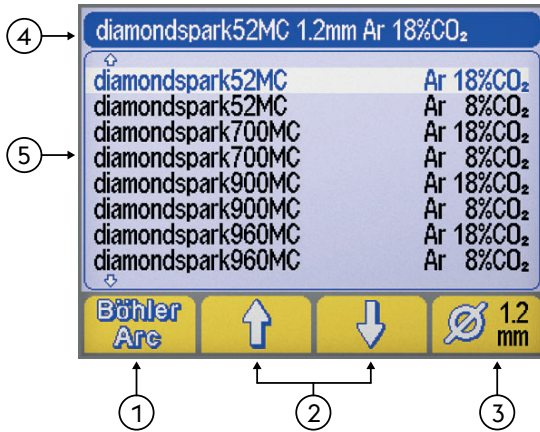 4
diamondspark52MC 1.2mm Ar 18%CO₂
5
diamondspark52MC Ar 18%CO₂
diamondspark52MC Ar 8%CO₂
diamondspark700MC Ar 18%CO₂
diamondspark700MC Ar 8%CO₂
diamondspark900MC Ar 18%CO₂
diamondspark900MC Ar 8%CO₂
diamondspark960MC Ar 18%CO₂
diamondspark960MC Ar 8%CO₂
Böhler
Arc
Ø 1.2
mm
1
2
3